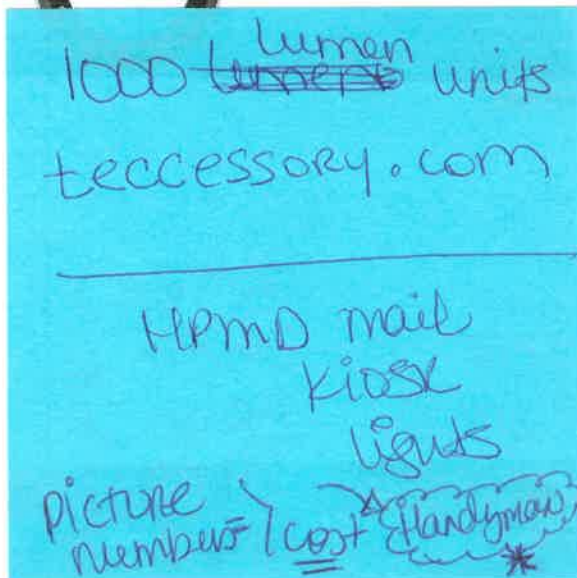 1000 lumen units
teccessory.com
HPMD mail
kiosk
lights
picture
numbers
cost
Handyman